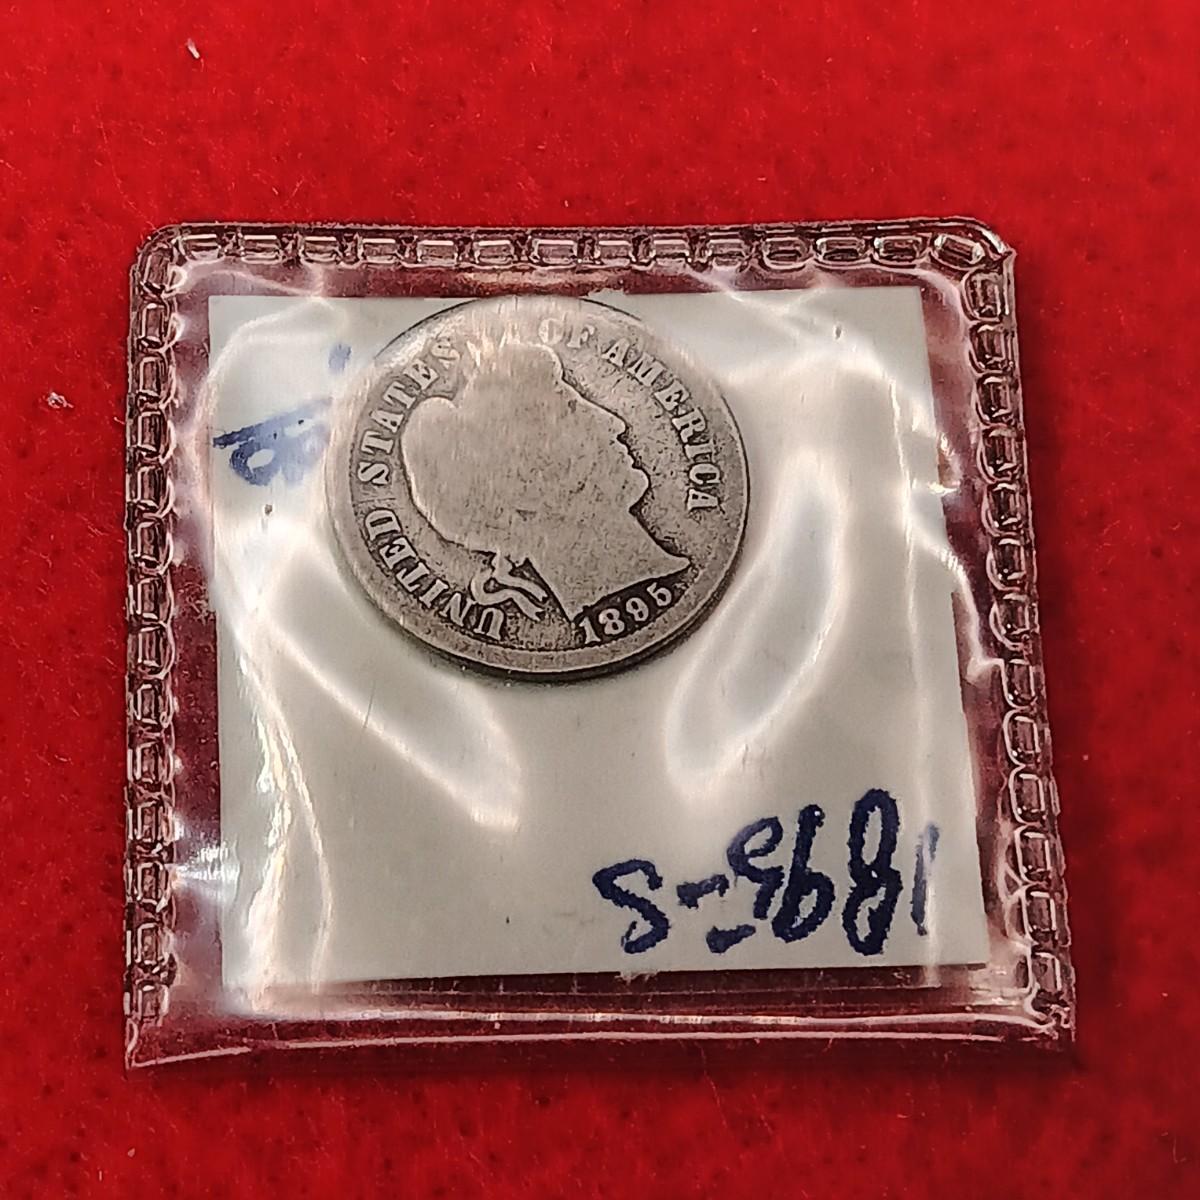 UNITED STATES OF AMERICA
1895
1895-S